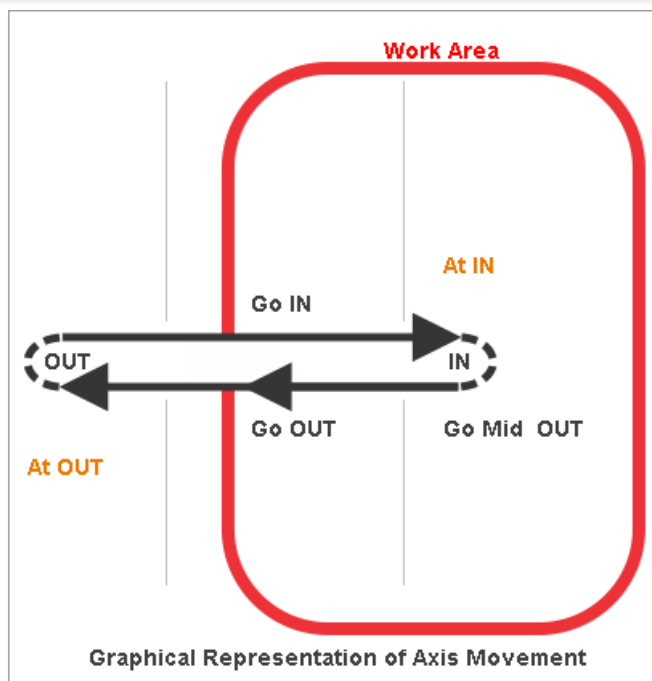 Work Area
At IN
Go IN
OUT
IN
Go OUT
Go Mid OUT
At OUT
Graphical Representation of Axis Movement